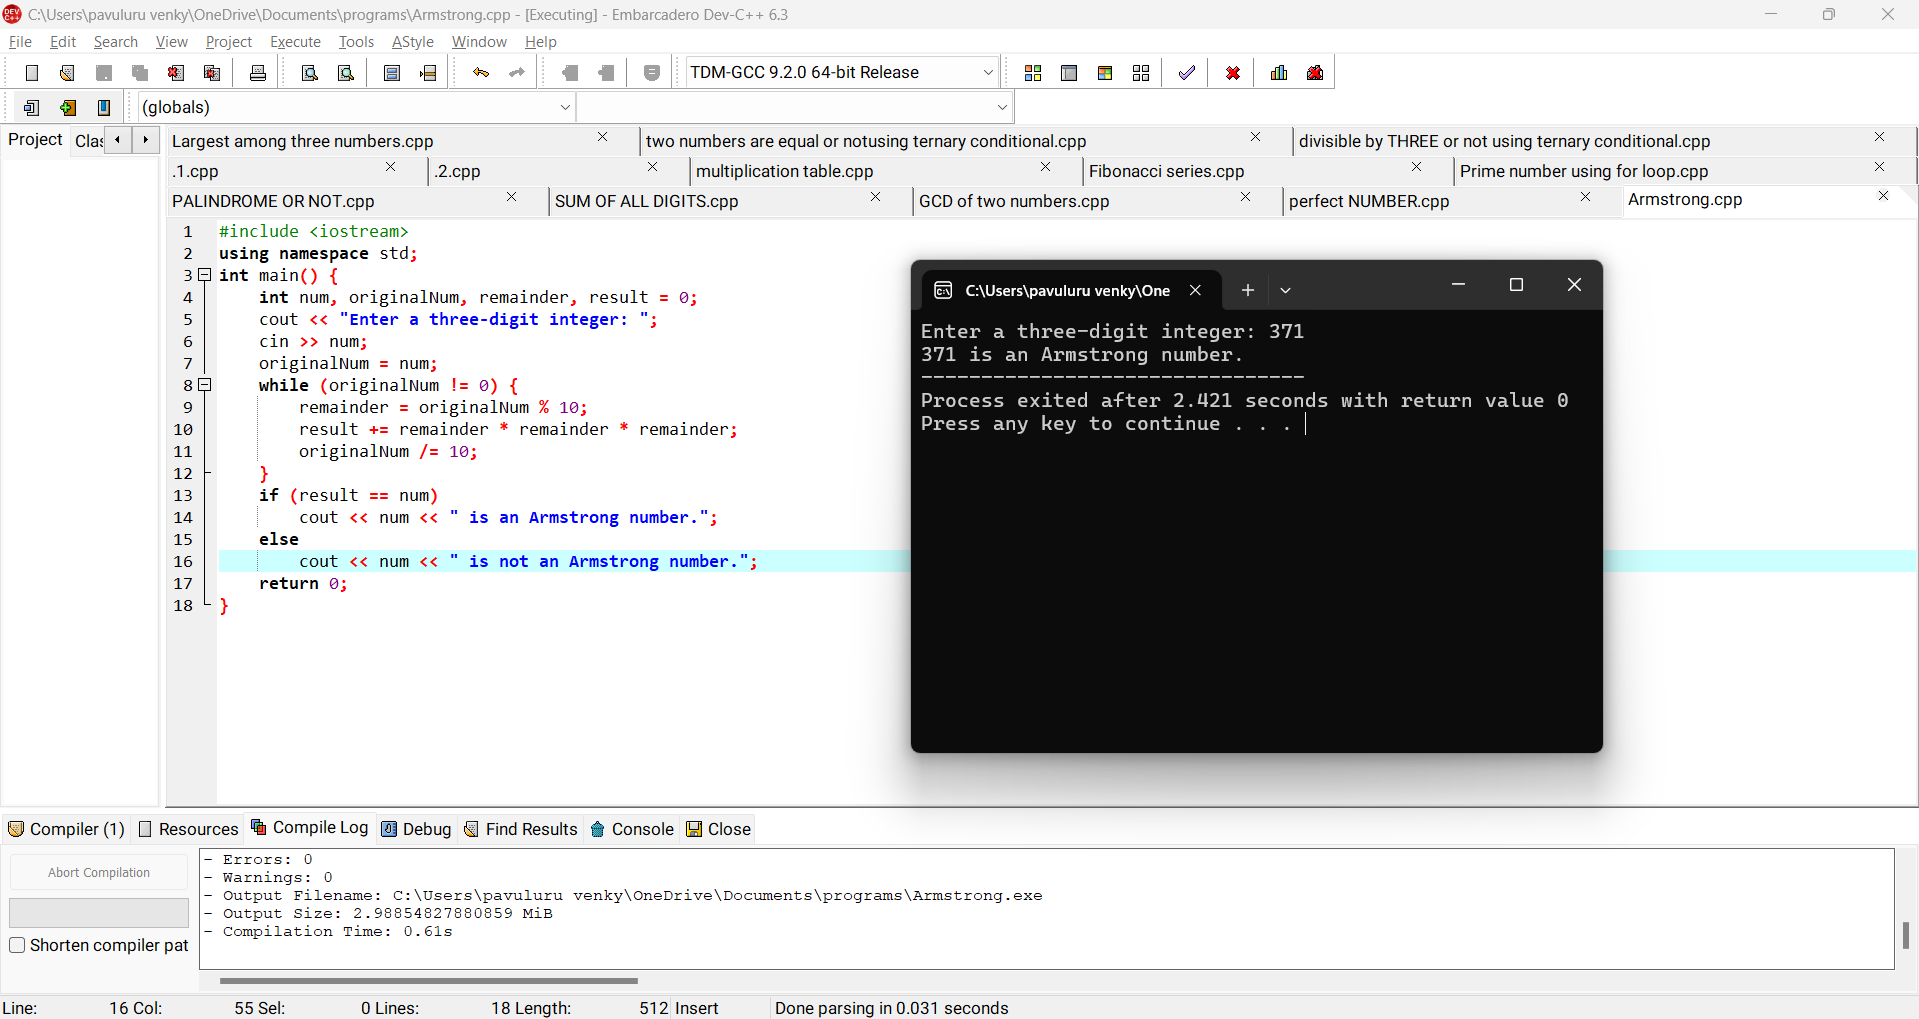 C:\Users\pavuluru venky\OneDrive\Documents\programs\Armstrong.cpp - [Executing] - Embarcadero Dev-C++ 6.3
File Edit Search View Project Execute Tools AStyle Window Help
TDM-GCC 9.2.0 64-bit Release
(globals)
Project Clas
Largest among three numbers.cpp two numbers are equal or notusing ternary conditional.cpp divisible by THREE or not using ternary conditional.cpp
.1.cpp .2.cpp multiplication table.cpp Fibonacci series.cpp Prime number using for loop.cpp
PALINDROME OR NOT.cpp SUM OF ALL DIGITS.cpp GCD of two numbers.cpp perfect NUMBER.cpp Armstrong.cpp
1 #include <iostream>
2 using namespace std;
3 int main() {
4 int num, originalNum, remainder, result = 0;
5 cout << "Enter a three-digit integer: ";
6 cin >> num;
7 originalNum = num;
8 while (originalNum != 0) {
9 remainder = originalNum % 10;
10 result += remainder * remainder * remainder;
11 originalNum /= 10;
12 }
13 if (result == num)
14 cout << num << " is an Armstrong number.";
15 else
16 cout << num << " is not an Armstrong number.";
17 return 0;
18 }
C:\Users\pavuluru venky\One
Enter a three-digit integer: 371
371 is an Armstrong number.
--------------------------------
Process exited after 2.421 seconds with return value 0
Press any key to continue . . .
Compiler (1) Resources Compile Log Debug Find Results Console Close
Abort Compilation
Shorten compiler pat
- Errors: 0
- Warnings: 0
- Output Filename: C:\Users\pavuluru venky\OneDrive\Documents\programs\Armstrong.exe
- Output Size: 2.98854827880859 MiB
- Compilation Time: 0.61s
Line: 16 Col: 55 Sel: 0 Lines: 18 Length: 512 Insert Done parsing in 0.031 seconds